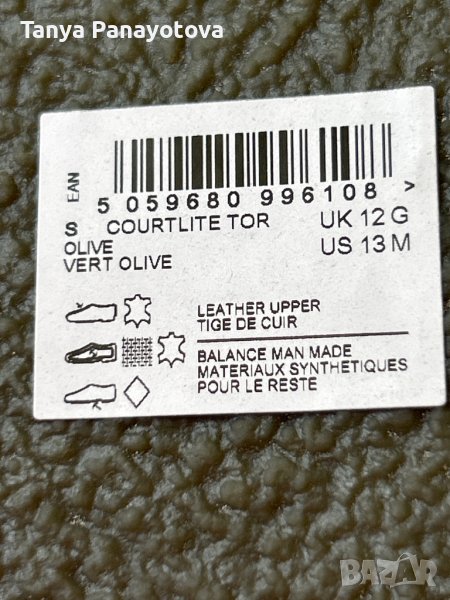 Tanya Panayotova
EAN
5 059680 996108 >
S COURTLITE TOR UK 12 G
OLIVE US 13 M
VERT OLIVE
LEATHER UPPER
TIGE DE CUIR
BALANCE MAN MADE
MATERIAUX SYNTHETIQUES
POUR LE RESTE
BAZAR